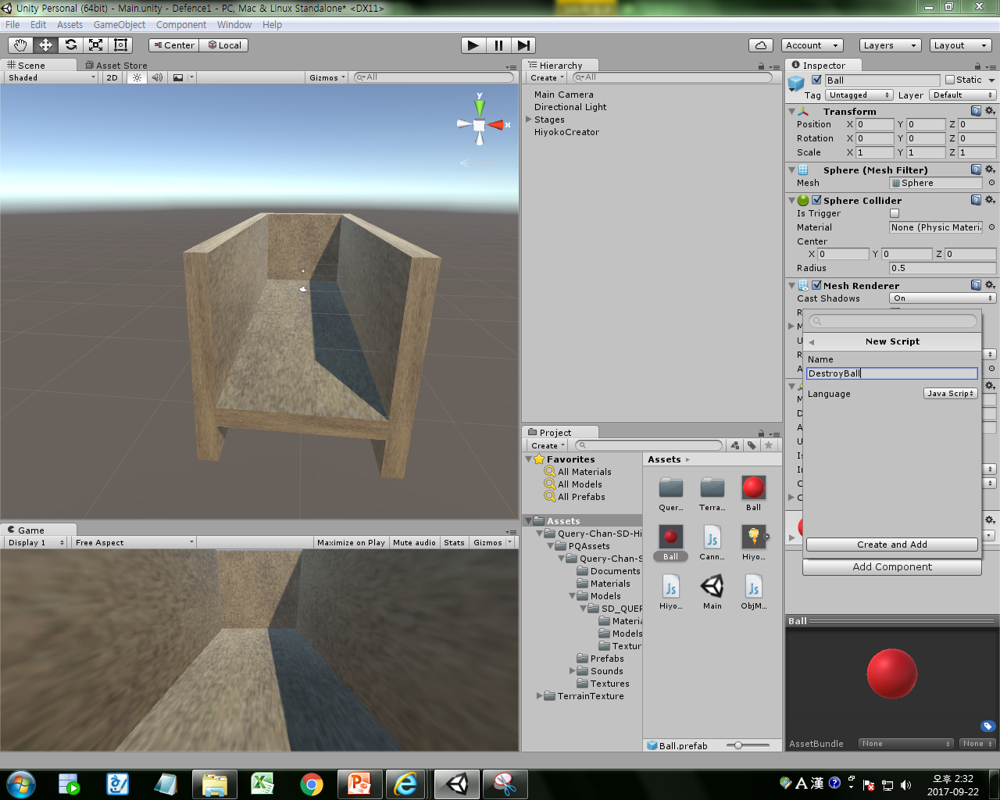 Unity Personal (64bit) - Main.unity - Defence1 - PC, Mac & Linux Standalone* <DX11>
File Edit Assets GameObject Component Window Help
Center Local
Account Layers Layout
Scene Asset Store
Shaded 2D Gizmos All
y
x
Game
Display 1 Free Aspect Maximize on Play Mute audio Stats Gizmos
Hierarchy
Create All
Main Camera
Directional Light
Stages
HiyokoCreator
Project
Create
Favorites
All Materials
All Models
All Prefabs
Assets
Query-Chan-SD-Hi
PQAssets
Query-Chan-S
Documents
Materials
Models
SD_QUER
Materia
Models
Textur
Prefabs
Sounds
Textures
TerrainTexture
Assets
Quer... Terra... Ball
Ball Cann... Hiyo...
Hiyo... Main ObjM...
Ball.prefab
Inspector
Ball Static
Tag Untagged Layer Default
Transform
Position X 0 Y 0 Z 0
Rotation X 0 Y 0 Z 0
Scale X 1 Y 1 Z 1
Sphere (Mesh Filter)
Mesh Sphere
Sphere Collider
Is Trigger
Material None (Physic Materi
Center
X 0 Y 0 Z 0
Radius 0.5
Mesh Renderer
Cast Shadows On
New Script
Name
DestroyBall
Language Java Scrip
Create and Add
Add Component
Ball
AssetBundle None None
A 漢
오후 2:32
2017-09-22